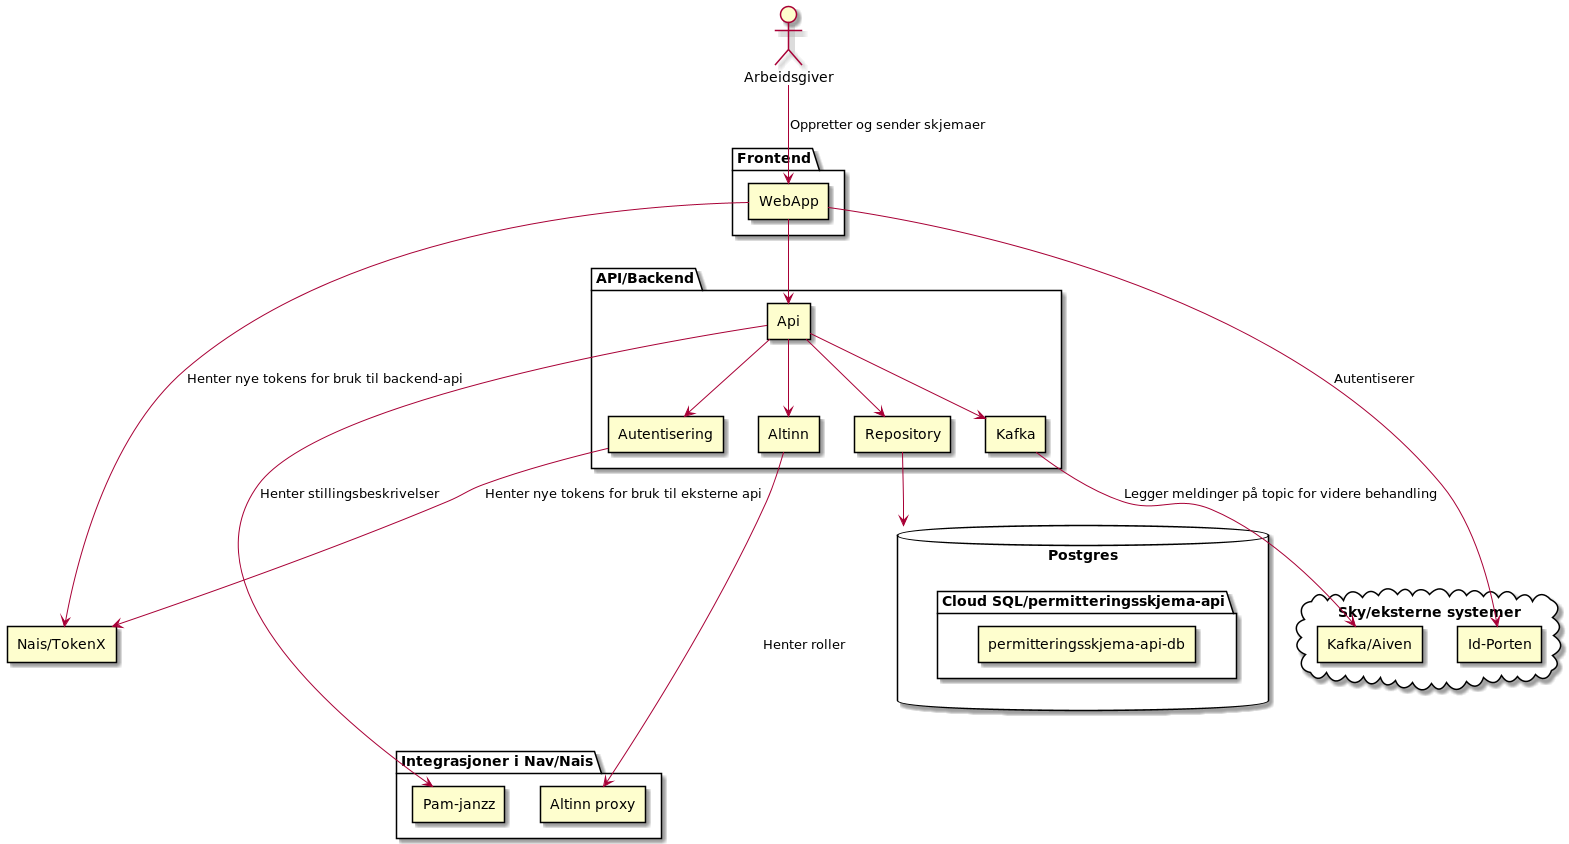 Arbeidsgiver
Oppretter og sender skjemaer
Frontend
WebApp
API/Backend
Api
Henter nye tokens for bruk til backend-api
Autentiserer
Autentisering
Altinn
Repository
Kafka
Henter stillingsbeskrivelser
Henter nye tokens for bruk til eksterne api
Legger meldinger på topic for videre behandling
Postgres
Cloud SQL/permitteringsskjema-api
permitteringsskjema-api-db
Sky/eksterne systemer
Kafka/Aiven
Id-Porten
Nais/TokenX
Henter roller
Integrasjoner i Nav/Nais
Pam-janzz
Altinn proxy